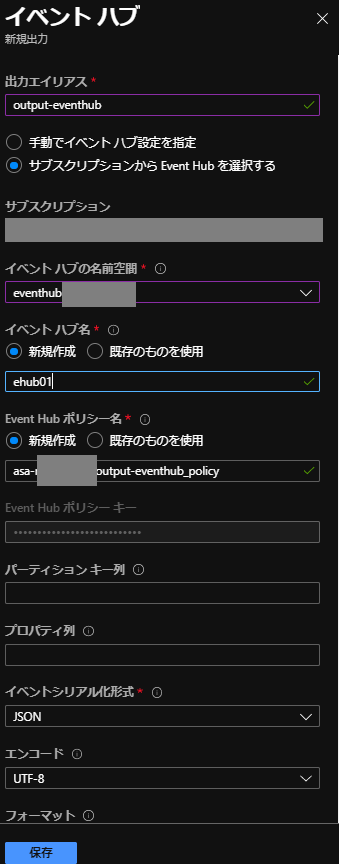 イベント ハブ
新規出力
出力エイリアス *
output-eventhub
手動でイベント ハブ設定を指定
サブスクリプションから Event Hub を選択する
サブスクリプション
イベント ハブの名前空間 *
eventhub
イベント ハブ名 *
新規作成 既存のものを使用
ehub01
Event Hub ポリシー名 *
新規作成 既存のものを使用
asa- output-eventhub_policy
Event Hub ポリシー キー
パーティション キー列
プロパティ列
イベントシリアル化形式 *
JSON
エンコード
UTF-8
フォーマット
保存